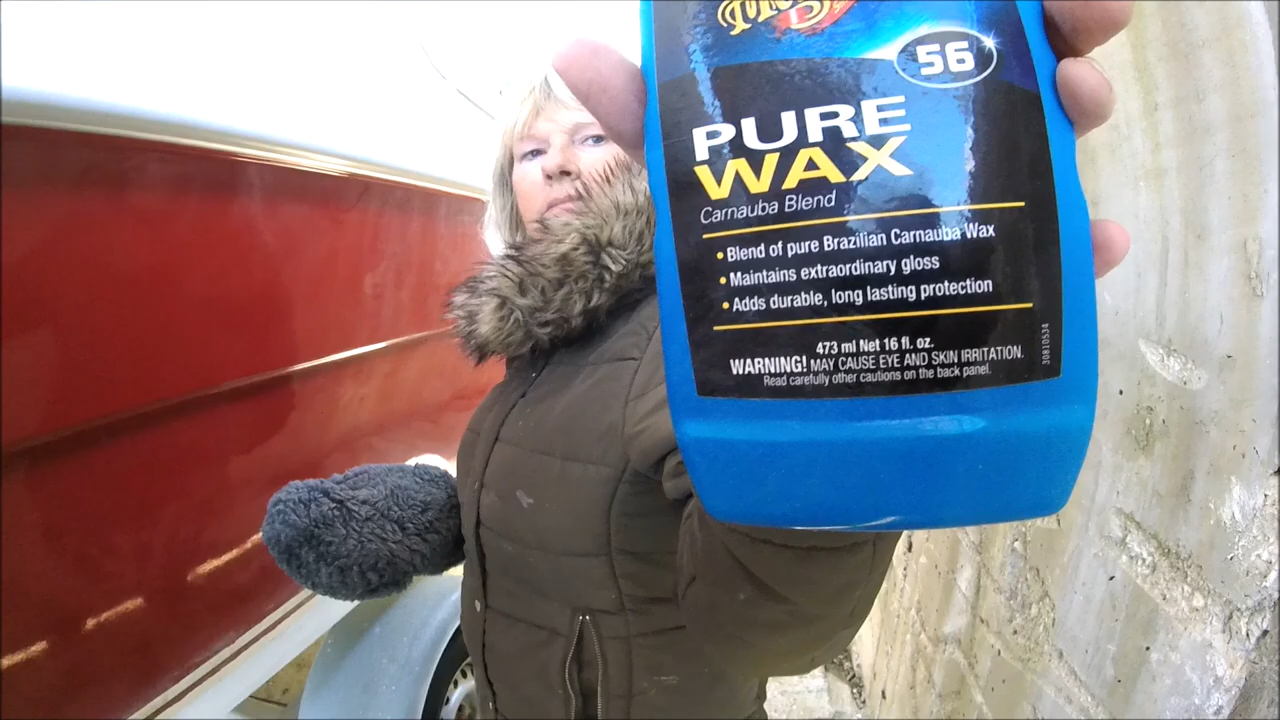 56
PURE
WAX
Carnauba Blend
• Blend of pure Brazilian Carnauba Wax
• Maintains extraordinary gloss
• Adds durable, long lasting protection
473 ml Net 16 fl. oz.
WARNING! MAY CAUSE EYE AND SKIN IRRITATION.
Read carefully other cautions on the back panel.
30810534